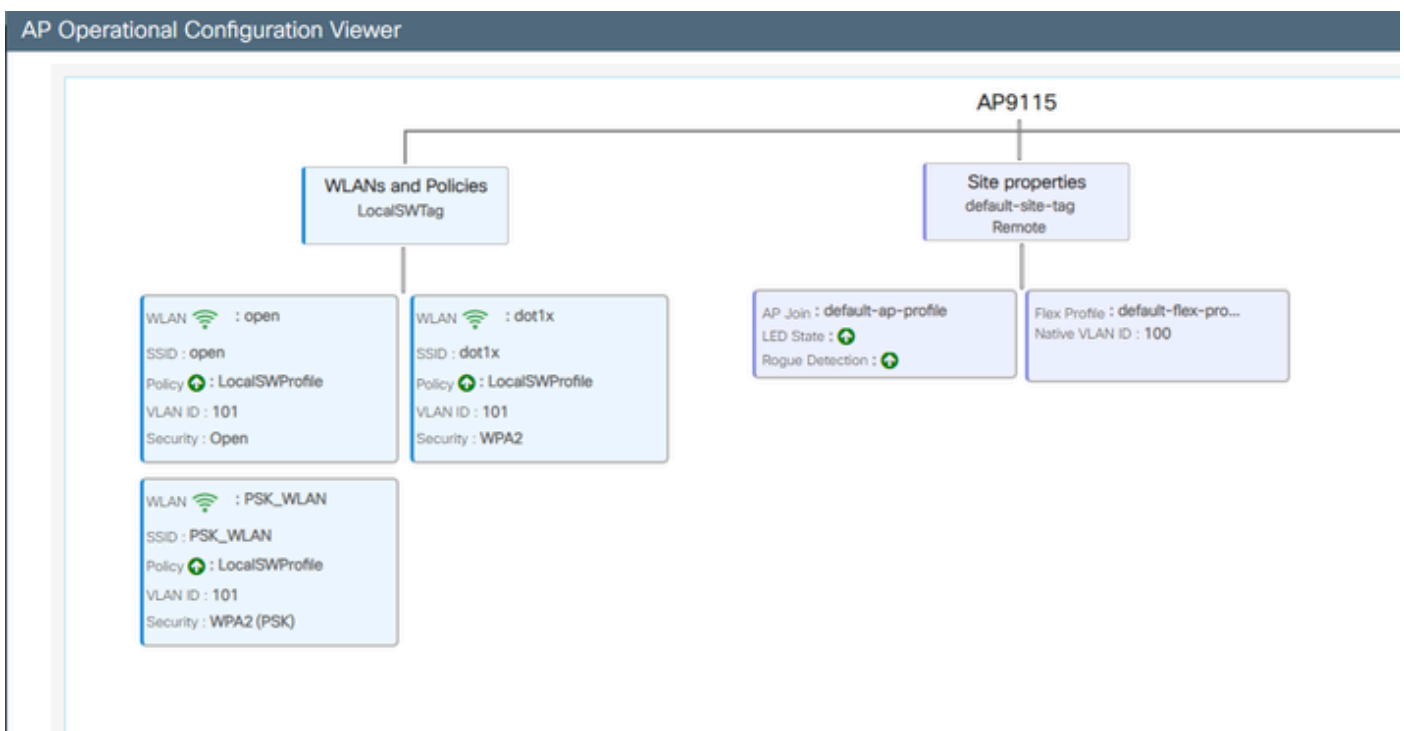 AP Operational Configuration Viewer
AP9115
WLANs and Policies
LocalSWTag
Site properties
default-site-tag
Remote
WLAN : open
SSID : open
Policy : LocalSWProfile
VLAN ID : 101
Security : Open
WLAN : dot1x
SSID : dot1x
Policy : LocalSWProfile
VLAN ID : 101
Security : WPA2
AP Join : default-ap-profile
LED State :
Rogue Detection :
Flex Profile : default-flex-pro...
Native VLAN ID : 100
WLAN : PSK_WLAN
SSID : PSK_WLAN
Policy : LocalSWProfile
VLAN ID : 101
Security : WPA2 (PSK)